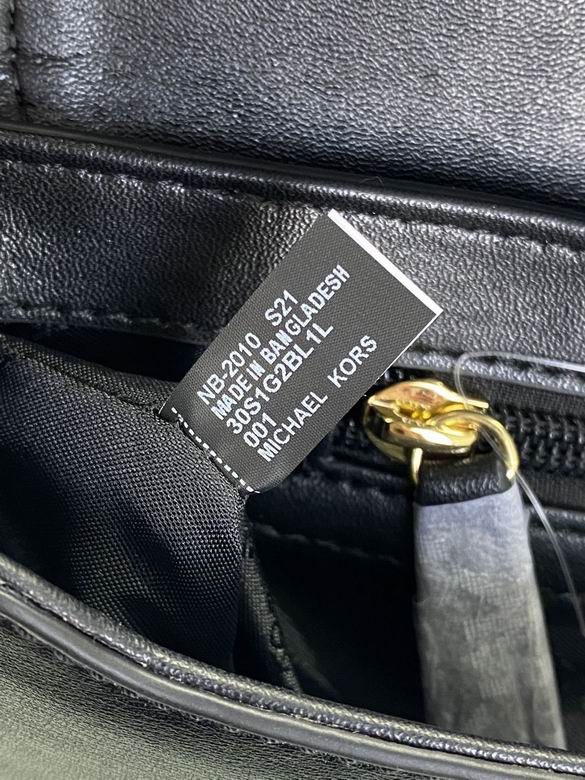 NB-2010 S21
MADE IN BANGLADESH
30S1G2BL1L
001
MICHAEL KORS